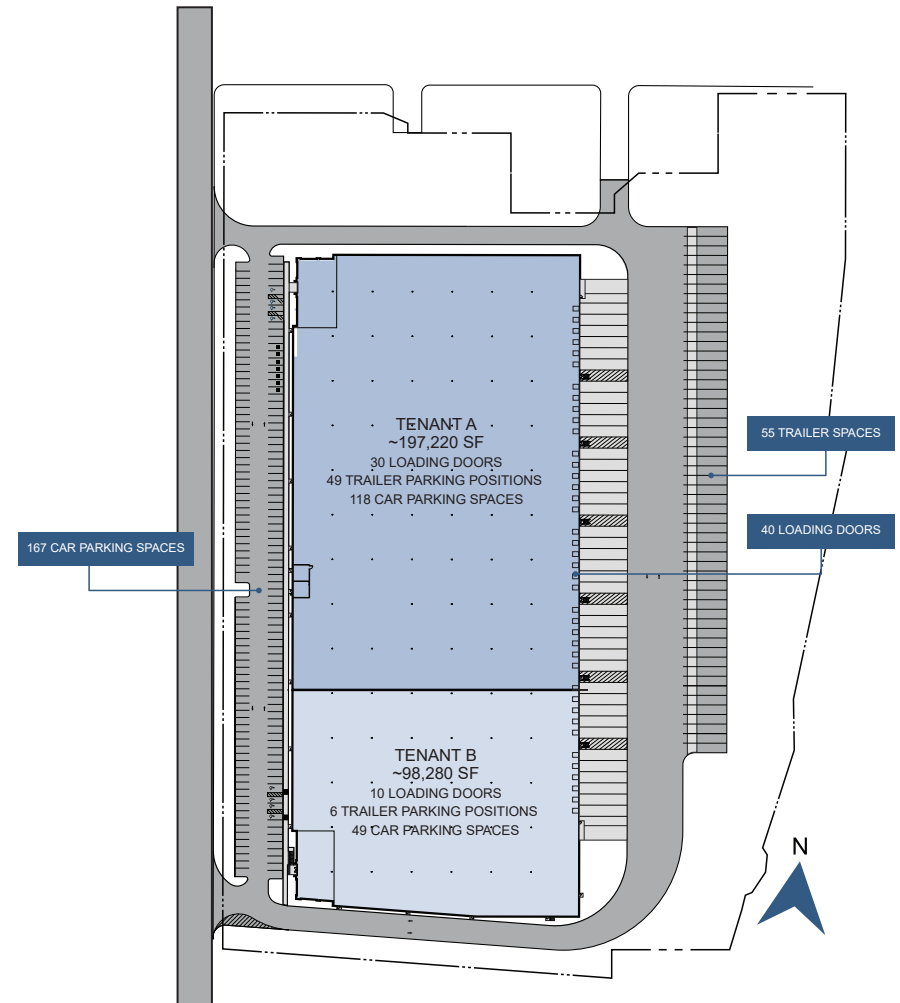 TENANT A
~197,220 SF
30 LOADING DOORS
49 TRAILER PARKING POSITIONS
118 CAR PARKING SPACES
55 TRAILER SPACES
40 LOADING DOORS
167 CAR PARKING SPACES
TENANT B
~98,280 SF
10 LOADING DOORS
6 TRAILER PARKING POSITIONS
49 CAR PARKING SPACES
N